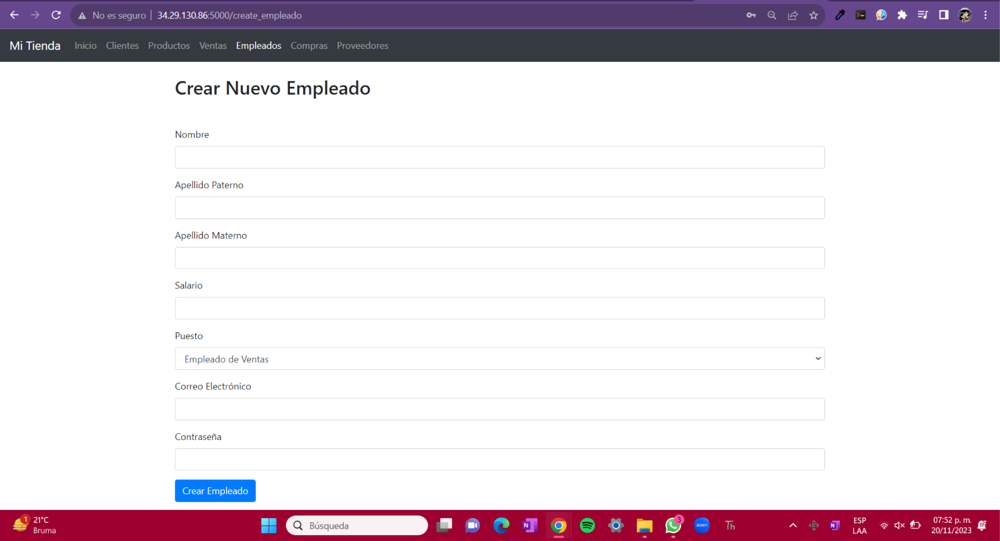 No es seguro | 34.29.130.86:5000/create_empleado
Mi Tienda Inicio Clientes Productos Ventas Empleados Compras Proveedores
Crear Nuevo Empleado
Nombre
Apellido Paterno
Apellido Materno
Salario
Puesto
Empleado de Ventas
Correo Electrónico
Contraseña
Crear Empleado
1
21°C
Bruma
Búsqueda
N
3
zoom
Th
N
ESP
LAA
07:52 p. m.
20/11/2023